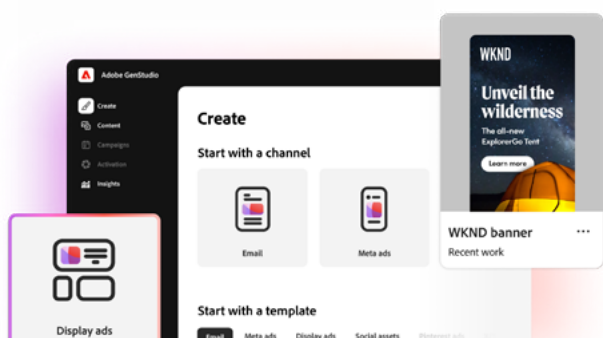 Adobe GenStudio
Create
Content
Campaigns
Activation
Insights
Create
Start with a channel
Email
Meta ads
Display ads
Start with a template
Email
Meta ads
Display ads
Social assets
Pinterest ads
WKND
Unveil the
wilderness
The all-new
ExplorerGo Tent
Learn more
WKND banner
Recent work